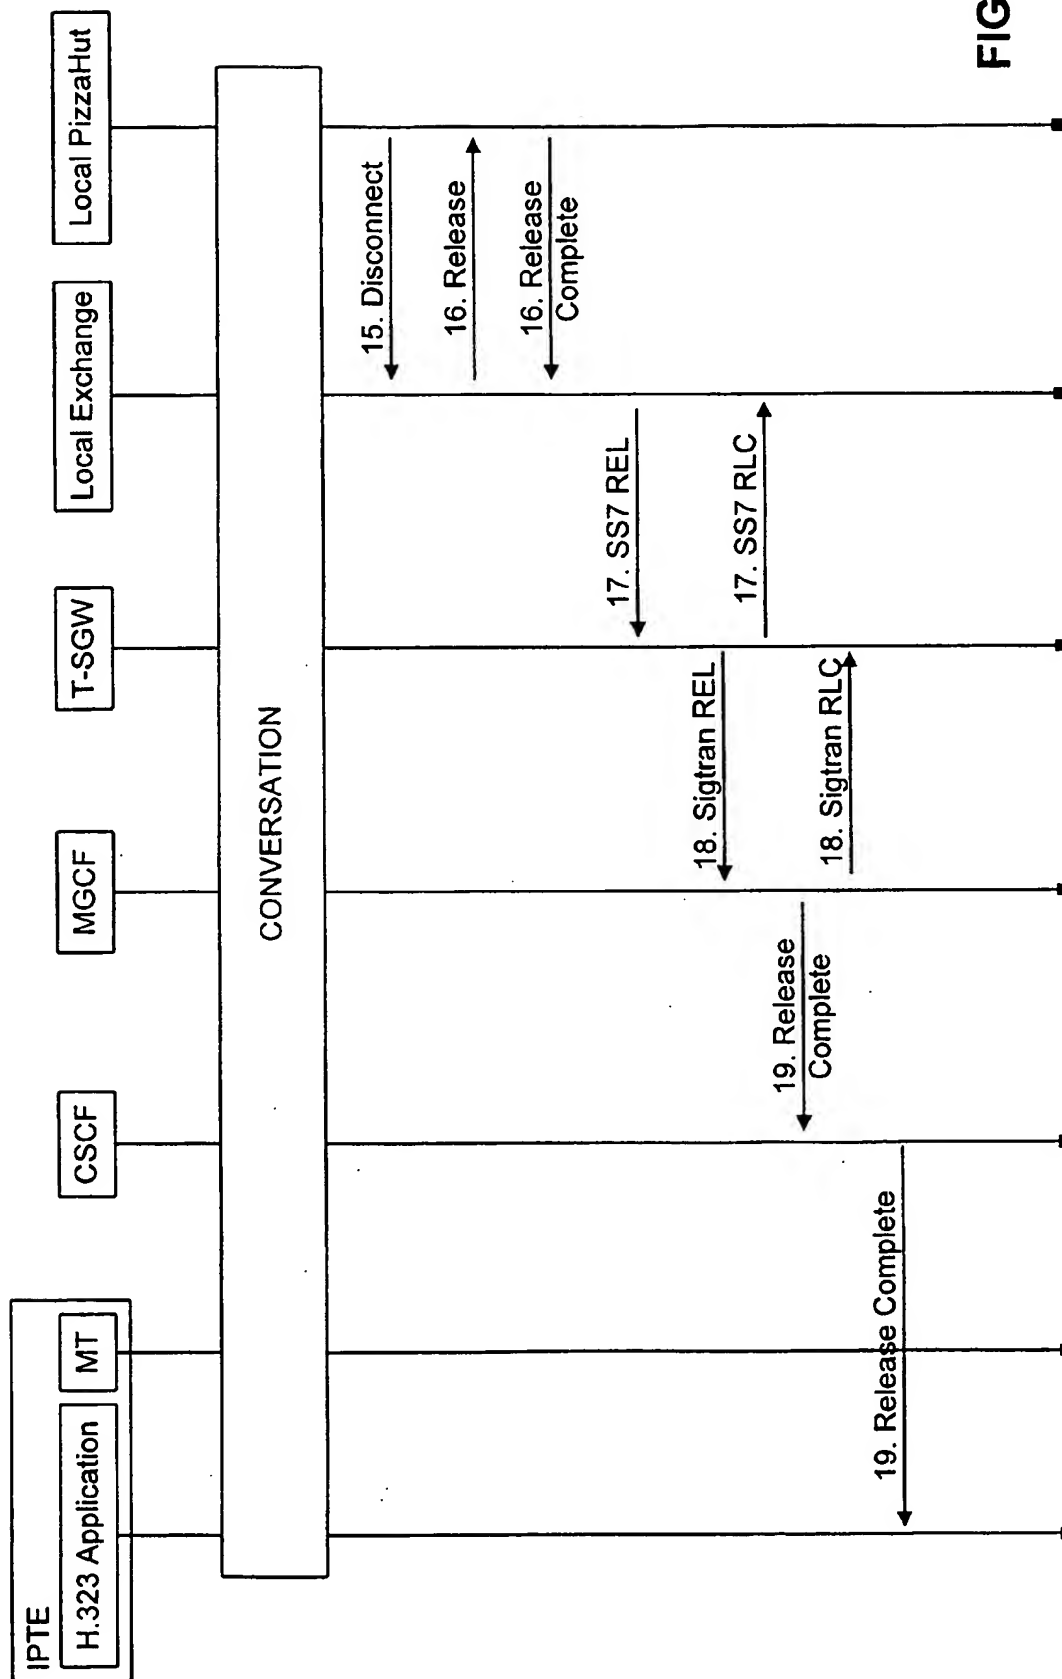 IPTE
H.323 Application
MT
CSCF
MGCF
T-SGW
Local Exchange
Local PizzaHut
CONVERSATION
15. Disconnect
16. Release
16. Release
Complete
17. SS7 REL
18. Sigtran REL
17. SS7 RLC
19. Release
Complete
18. Sigtran RLC
19. Release Complete
FIG